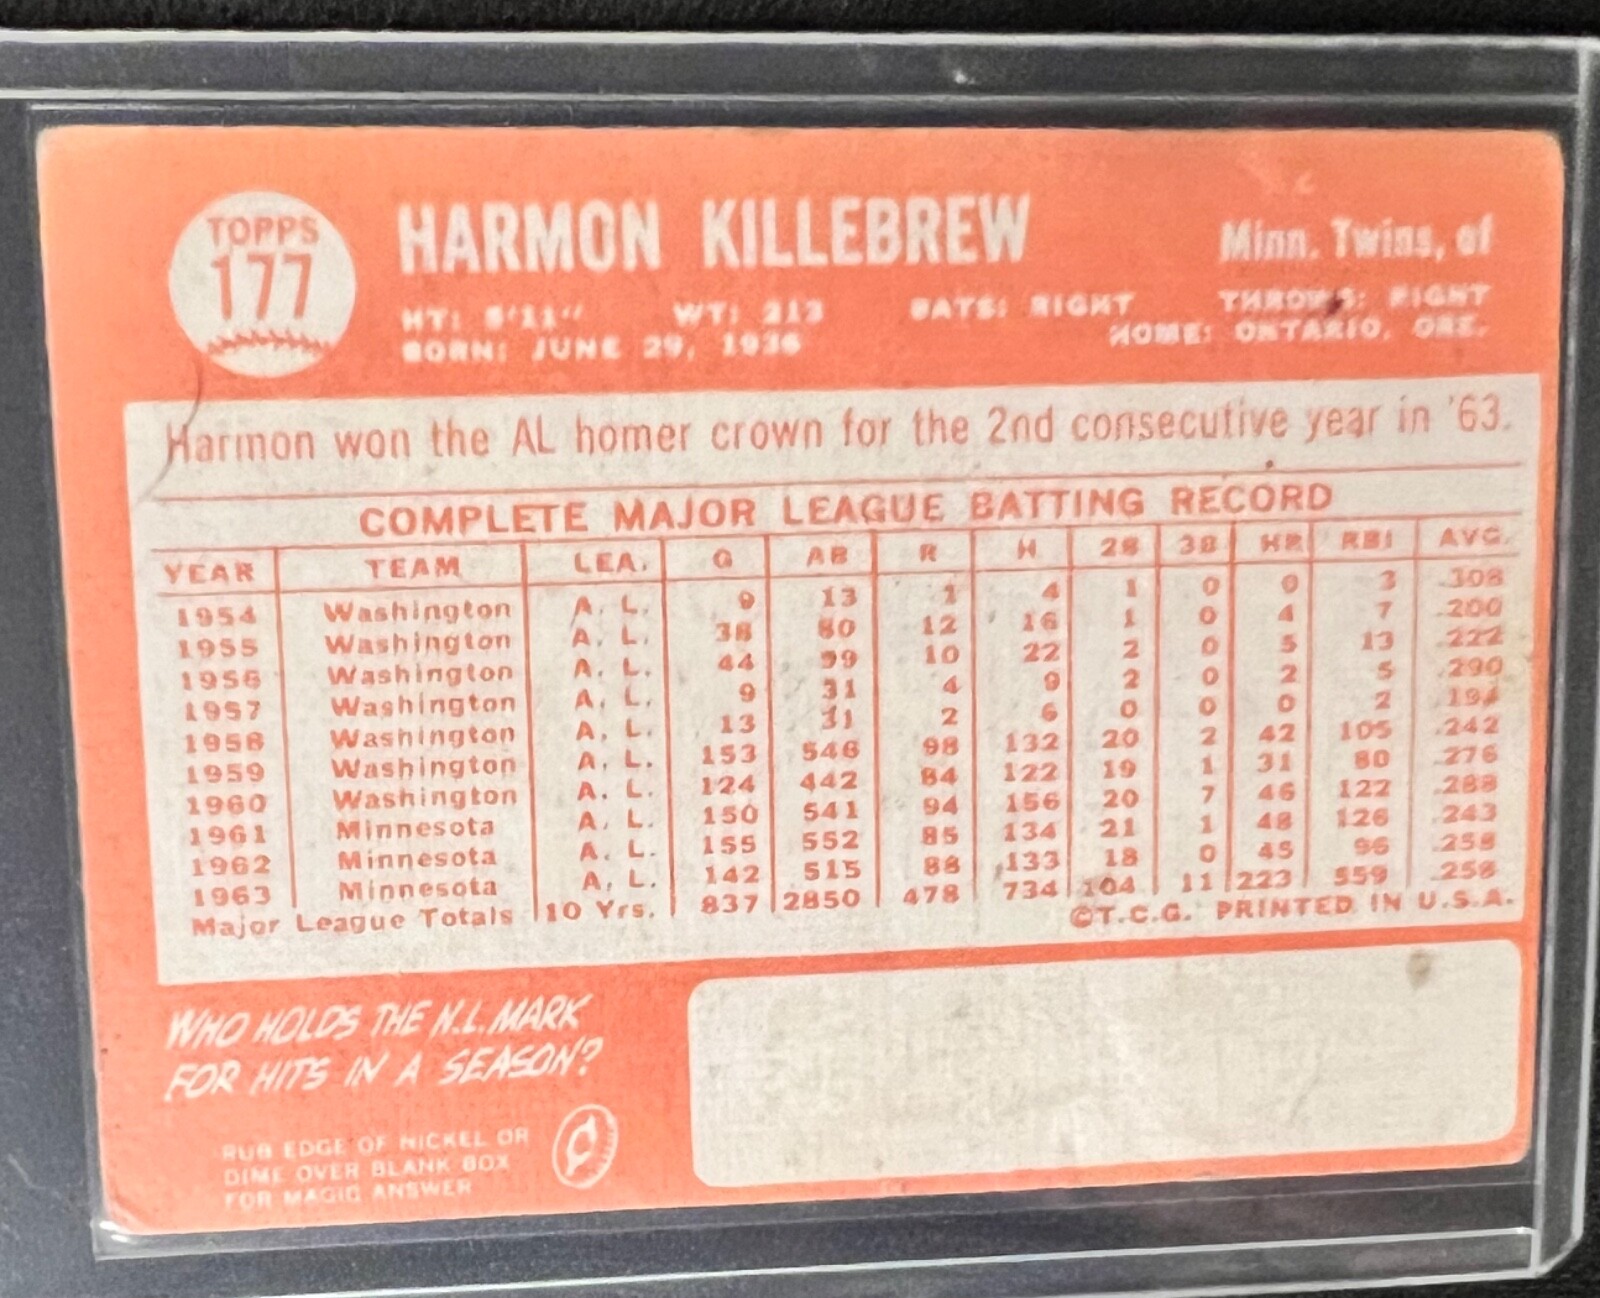 TOPPS
177
HARMON KILLEBREW
Minn. Twins, of
HT: 5'11" WT: 213 BATS: RIGHT THROWS: RIGHT
BORN: JUNE 29, 1936 HOME: ONTARIO, ORE.
Harmon won the AL homer crown for the 2nd consecutive year in '63.
COMPLETE MAJOR LEAGUE BATTING RECORD
YEAR TEAM LEA. G AB R H 2B 3B HR RBI AVG.
1954 Washington A. L. 9 13 1 4 1 0 0 3 .308
1955 Washington A. L. 38 80 12 16 1 0 4 7 .200
1956 Washington A. L. 44 99 10 22 2 0 5 13 .222
1957 Washington A. L. 9 31 4 9 2 0 2 5 .290
1958 Washington A. L. 13 31 2 6 0 0 0 2 .194
1959 Washington A. L. 153 546 98 132 20 2 42 105 .242
1960 Washington A. L. 124 442 84 122 19 1 31 80 .276
1961 Minnesota A. L. 150 541 94 156 20 7 46 122 .288
1962 Minnesota A. L. 155 552 85 134 21 1 48 126 .243
1963 Minnesota A. L. 142 515 88 133 18 0 45 96 .258
Major League Totals 10 Yrs. 837 2850 478 734 104 11 223 559 .258
©T.C.G. PRINTED IN U.S.A.
WHO HOLDS THE N.L. MARK
FOR HITS IN A SEASON?
RUB EDGE OF NICKEL OR
DIME OVER BLANK BOX
FOR MAGIC ANSWER